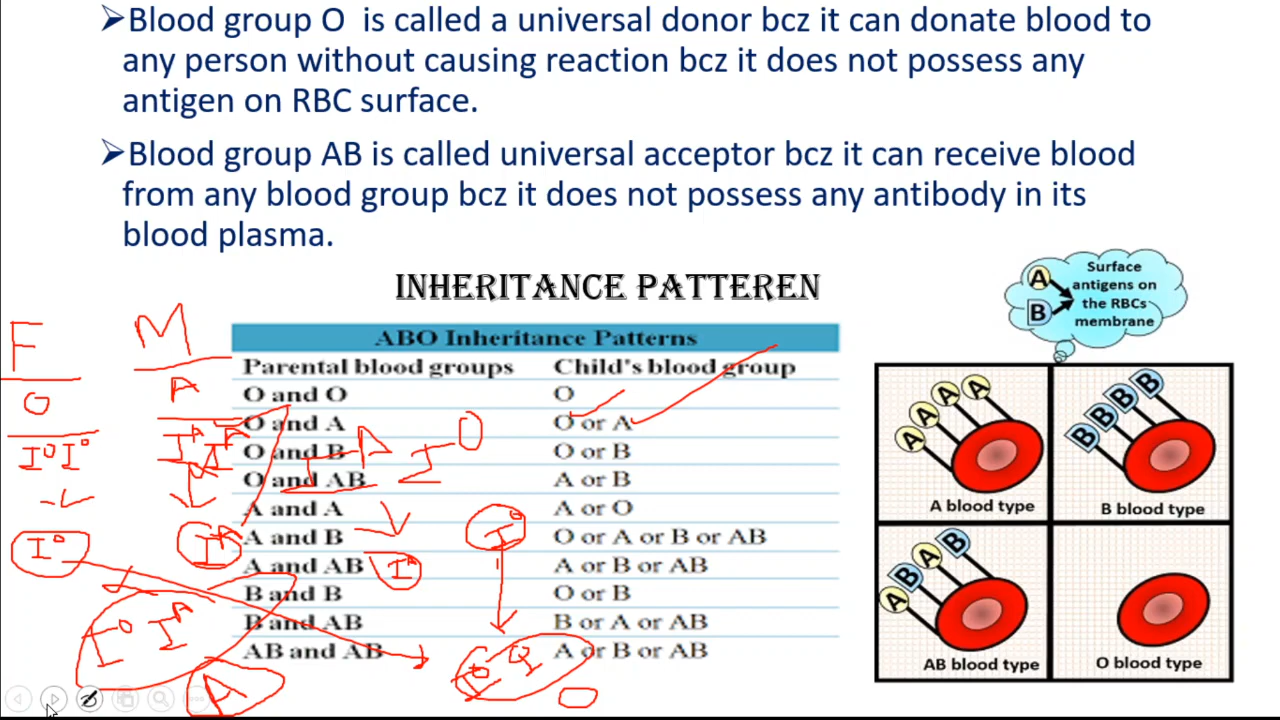 ➢Blood group O is called a universal donor bcz it can donate blood to
any person without causing reaction bcz it does not possess any
antigen on RBC surface.
➢Blood group AB is called universal acceptor bcz it can receive blood
from any blood group bcz it does not possess any antibody in its
blood plasma.
INHERITANCE PATTEREN
ABO Inheritance Patterns
Parental blood groups Child's blood group
O and O O
O and A O or A
O and B O or B
O and AB A or B
A and A A or O
A and B O or A or B or AB
A and AB A or B or AB
B and B O or B
B and AB B or A or AB
AB and AB A or B or AB
F M
O A
I^O I^O I^A I^A
I^A I^O
I^O I^A I^A I^O
I^O I^A
A O
A
B
Surface
antigens on
the RBCs
membrane
A A A A
A blood type
B B B B
B blood type
A B A B
AB blood type
O blood type